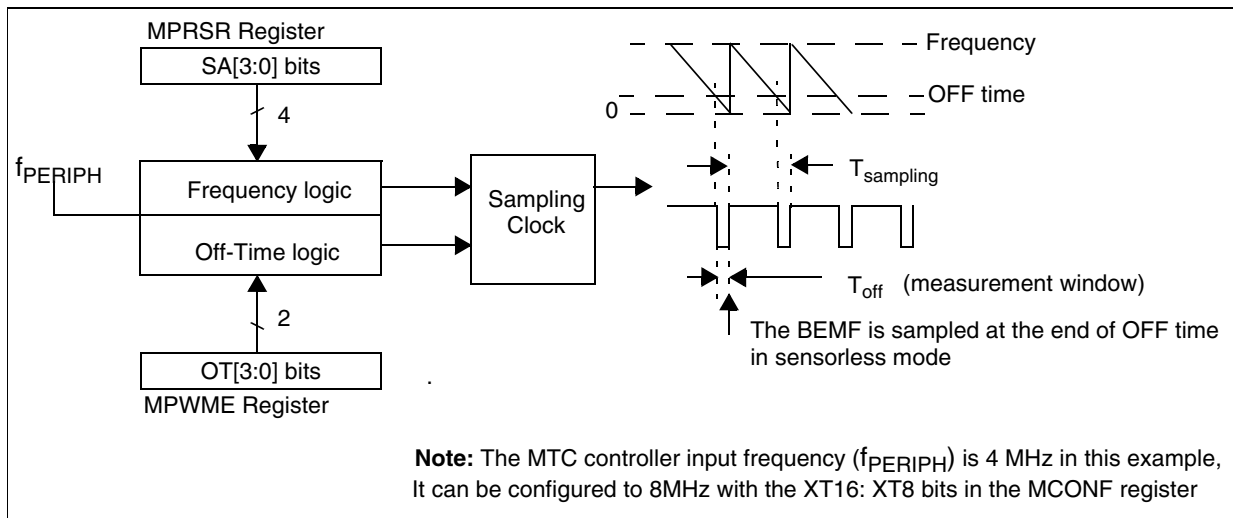 MPRSR Register
SA[3:0] bits
4
fPERIPH
Frequency logic
Off-Time logic
2
OT[3:0] bits
MPWME Register
Sampling
Clock
Frequency
OFF time
0
Tsampling
Toff (measurement window)
The BEMF is sampled at the end of OFF time
in sensorless mode
.
Note: The MTC controller input frequency (fPERIPH) is 4 MHz in this example,
It can be configured to 8MHz with the XT16: XT8 bits in the MCONF register